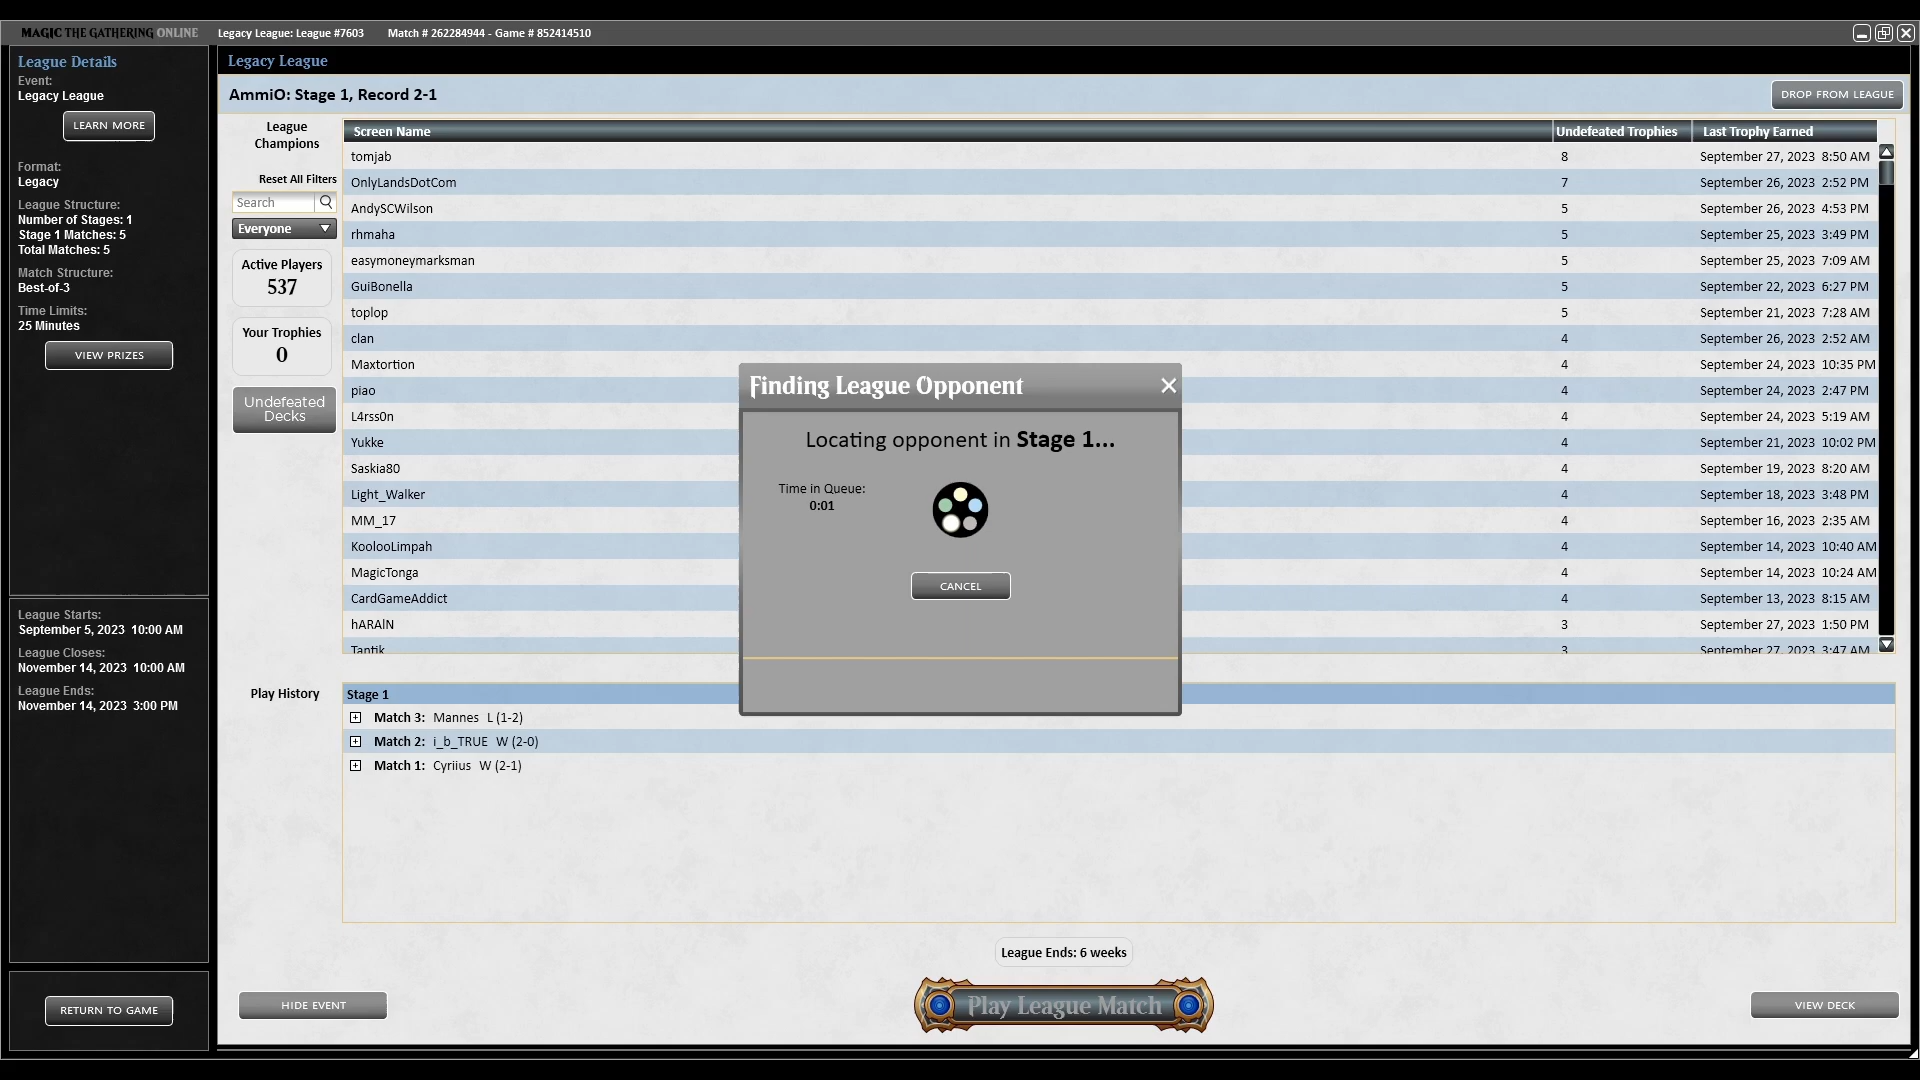 MAGIC THE GATHERING ONLINE Legacy League: League #7603 Match # 262284944 - Game # 852414510
League Details
Event:
Legacy League
LEARN MORE
Format:
Legacy
League Structure:
Number of Stages: 1
Stage 1 Matches: 5
Total Matches: 5
Match Structure:
Best-of-3
Time Limits:
25 Minutes
VIEW PRIZES
League Starts:
September 5, 2023 10:00 AM
League Closes:
November 14, 2023 10:00 AM
League Ends:
November 14, 2023 3:00 PM
RETURN TO GAME
Legacy League
AmmiO: Stage 1, Record 2-1
DROP FROM LEAGUE
League
Champions
Reset All Filters
Search
Everyone
Active Players
537
Your Trophies
0
Undefeated
Decks
Screen Name Undefeated Trophies Last Trophy Earned
tomjab 8 September 27, 2023 8:50 AM
OnlyLandsDotCom 7 September 26, 2023 2:52 PM
AndySCWilson 5 September 26, 2023 4:53 PM
rhmaha 5 September 25, 2023 3:49 PM
easymoneymarksman 5 September 25, 2023 7:09 AM
GuiBonella 5 September 22, 2023 6:27 PM
toplop 5 September 21, 2023 7:28 AM
clan 4 September 26, 2023 2:52 AM
Maxtortion 4 September 24, 2023 10:35 PM
piao 4 September 24, 2023 2:47 PM
L4rss0n 4 September 24, 2023 5:19 AM
Yukke 4 September 21, 2023 10:02 PM
Saskia80 4 September 19, 2023 8:20 AM
Light_Walker 4 September 18, 2023 3:48 PM
MM_17 4 September 16, 2023 2:35 AM
KoolooLimpah 4 September 14, 2023 10:40 AM
MagicTonga 4 September 14, 2023 10:24 AM
CardGameAddict 4 September 13, 2023 8:15 AM
hARAlN 3 September 27, 2023 1:50 PM
Tantik 3 September 27, 2023 3:47 AM
Finding League Opponent
Locating opponent in Stage 1...
Time in Queue:
0:01
CANCEL
Play History
Stage 1
Match 3: Mannes L (1-2)
Match 2: i_b_TRUE W (2-0)
Match 1: Cyriius W (2-1)
League Ends: 6 weeks
HIDE EVENT
Play League Match
VIEW DECK